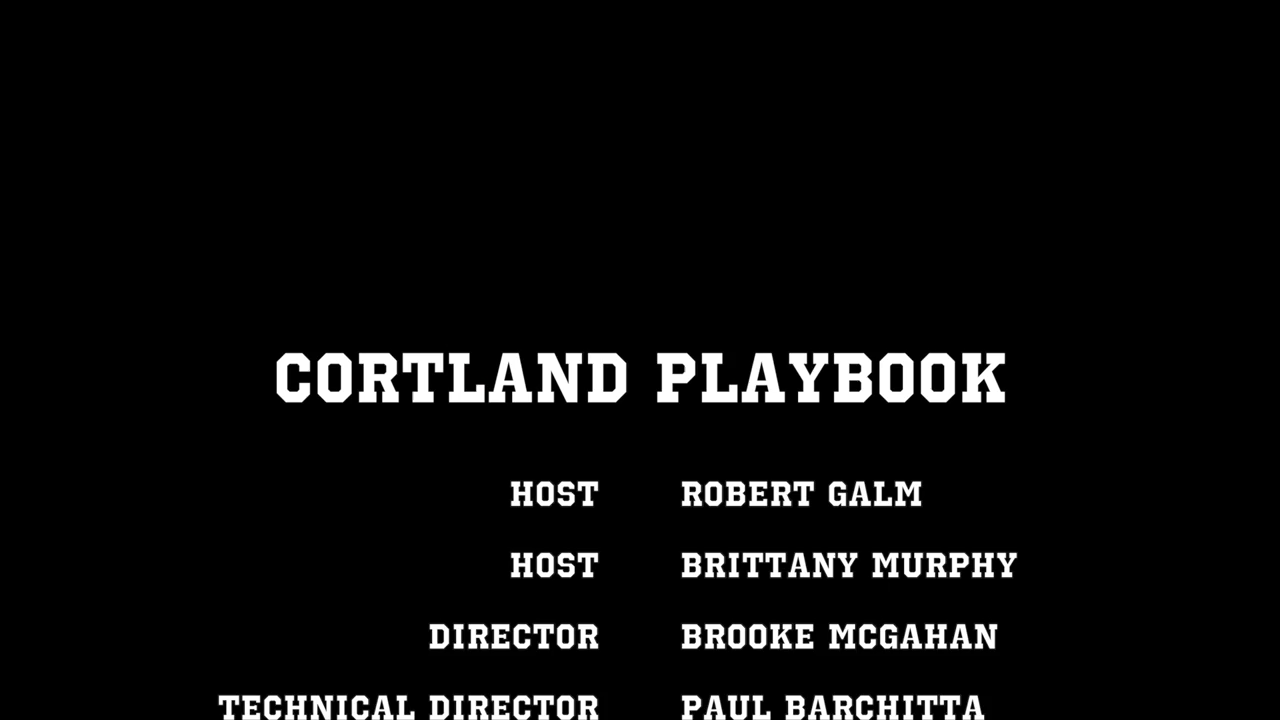 CORTLAND PLAYBOOK
HOST ROBERT GALM
HOST BRITTANY MURPHY
DIRECTOR BROOKE MCGAHAN
TECHNICAL DIRECTOR PAUL BARCHITTA